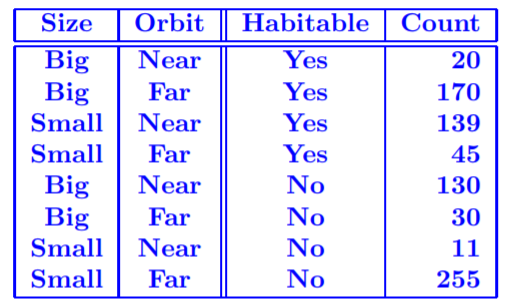 Size Orbit Habitable Count
Big Near Yes 20
Big Far Yes 170
Small Near Yes 139
Small Far Yes 45
Big Near No 130
Big Far No 30
Small Near No 11
Small Far No 255